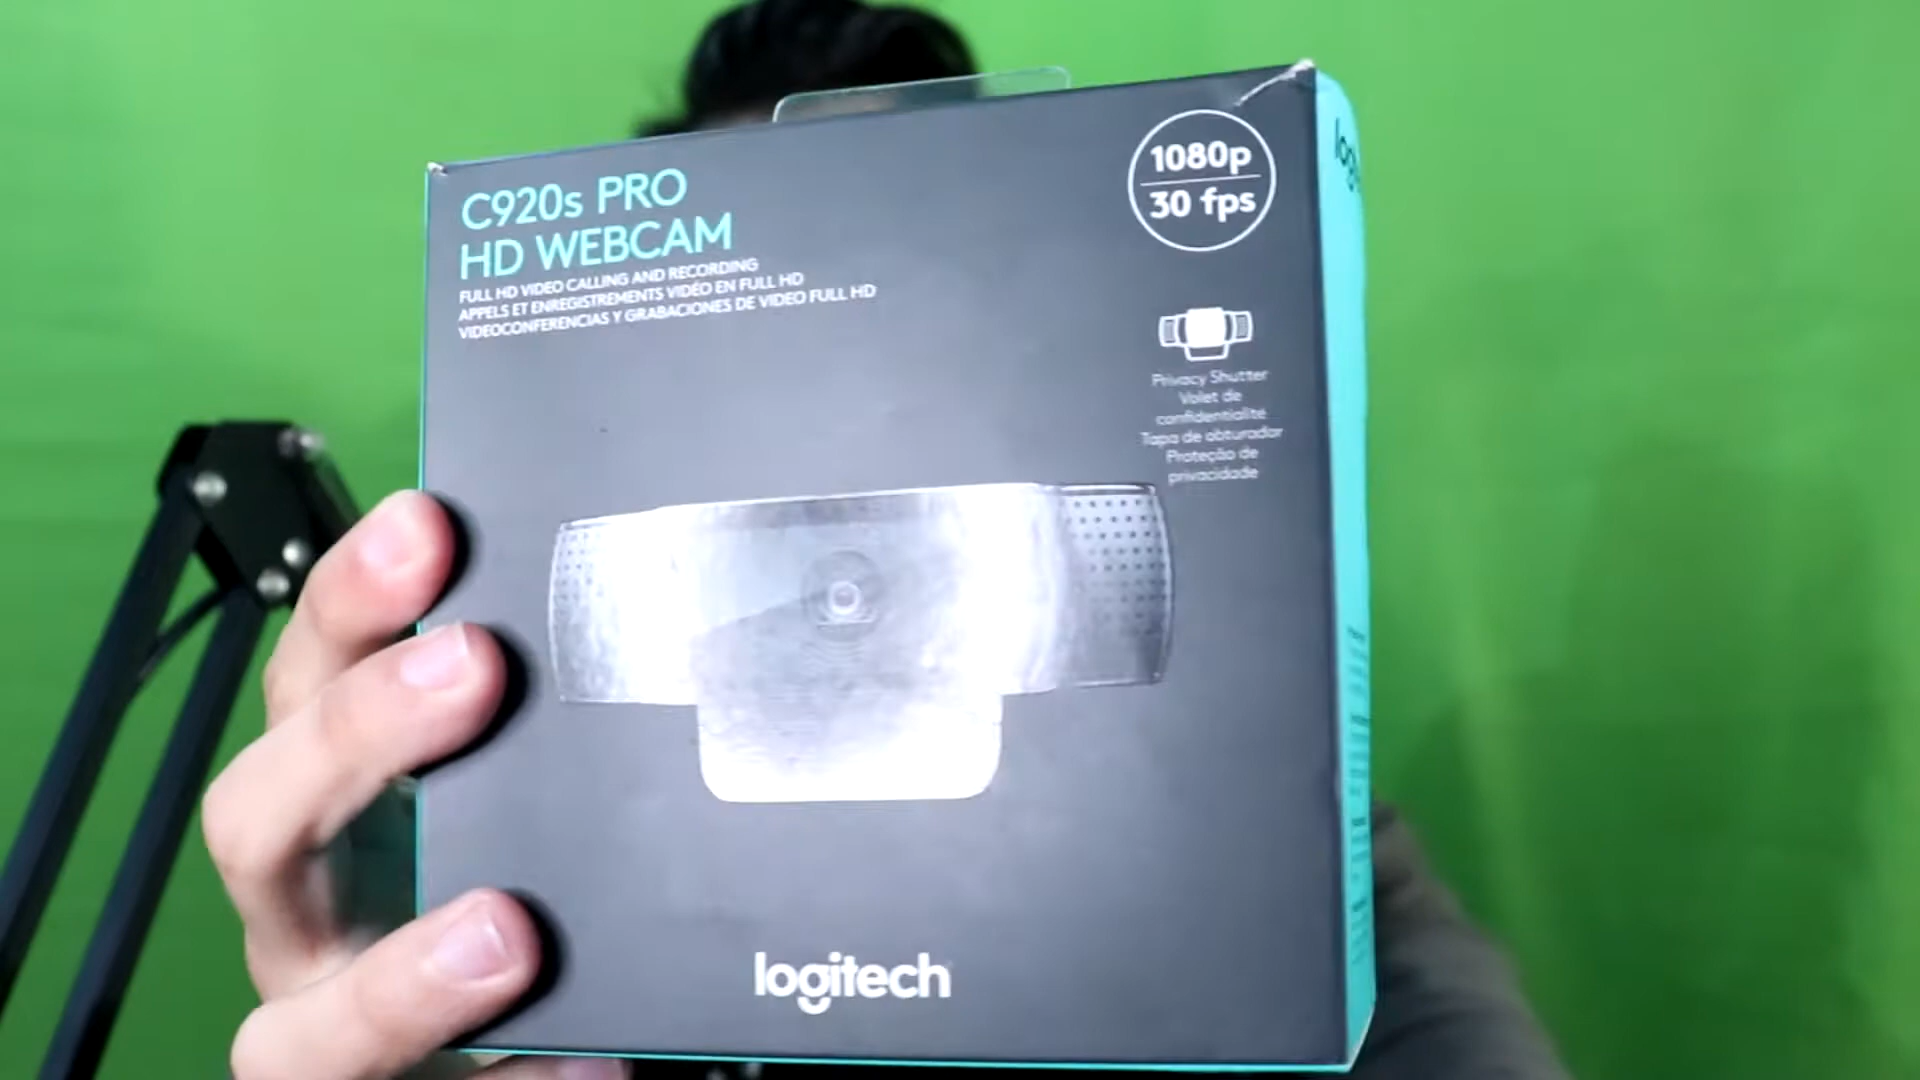 C920s PRO
HD WEBCAM
FULL HD VIDEO CALLING AND RECORDING
APPELS ET ENREGISTREMENTS VIDÉO EN FULL HD
VIDEOCONFERENCIAS Y GRABACIONES DE VIDEO FULL HD
1080p
30 fps
Privacy Shutter
Volet de
confidentialité
Tapa de obturador
Proteção de
privacidade
logitech